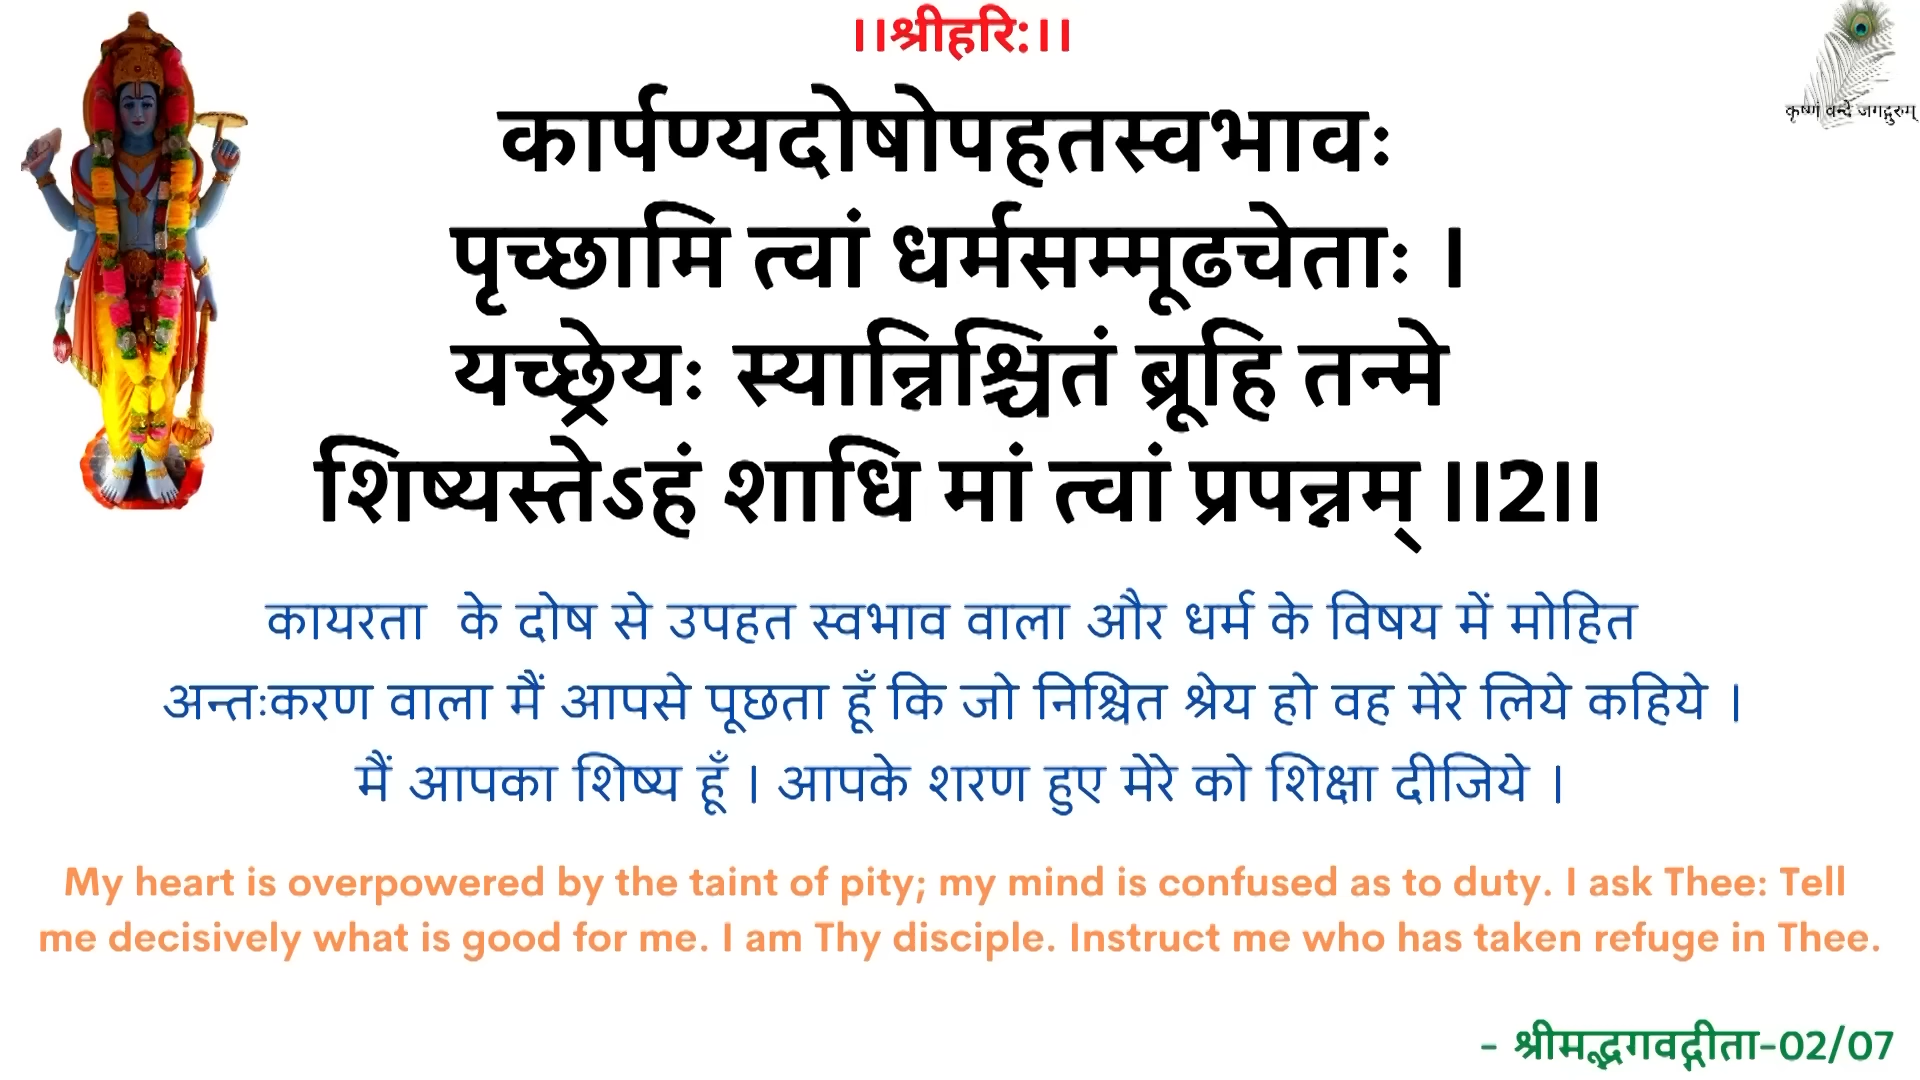 ।।श्रीहरि:।।
कृष्णं वन्दे जगद्गुरुम्
कार्पण्यदोषोपहतस्वभावः
पृच्छामि त्वां धर्मसम्मूढचेताः ।
यच्छ्रेयः स्यान्निश्चितं ब्रूहि तन्मे
शिष्यस्तेऽहं शाधि मां त्वां प्रपन्नम् ।।2।।
कायरता के दोष से उपहत स्वभाव वाला और धर्म के विषय में मोहित
अन्तःकरण वाला मैं आपसे पूछता हूँ कि जो निश्चित श्रेय हो वह मेरे लिये कहिये ।
मैं आपका शिष्य हूँ । आपके शरण हुए मेरे को शिक्षा दीजिये ।
My heart is overpowered by the taint of pity; my mind is confused as to duty. I ask Thee: Tell
me decisively what is good for me. I am Thy disciple. Instruct me who has taken refuge in Thee.
- श्रीमद्भगवद्गीता-02/07